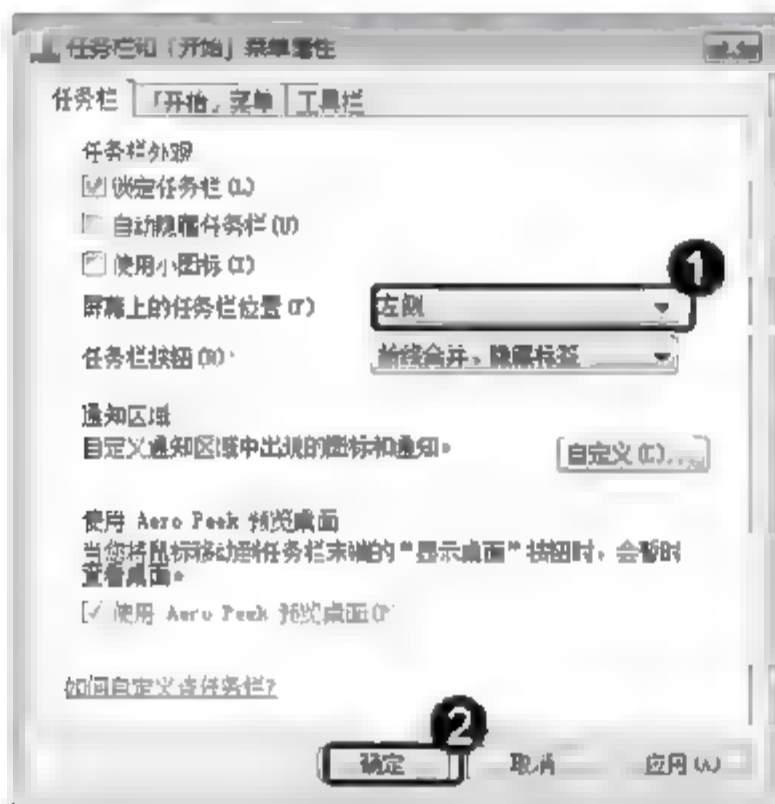 任务栏和「开始」菜单属性
任务栏 「开始」菜单 工具栏
任务栏外观
锁定任务栏(L)
自动隐藏任务栏(U)
使用小图标(I)
1
屏幕上的任务栏位置(T) 左侧
任务栏按钮(B): 始终合并、隐藏标签
通知区域
自定义通知区域中出现的图标和通知。 自定义(C)...
使用 Aero Peek 预览桌面
当您将鼠标移动到任务栏末端的“显示桌面”按钮时，会暂时
查看桌面。
使用 Aero Peek 预览桌面(P)
如何自定义该任务栏?
2
确定 取消 应用(A)